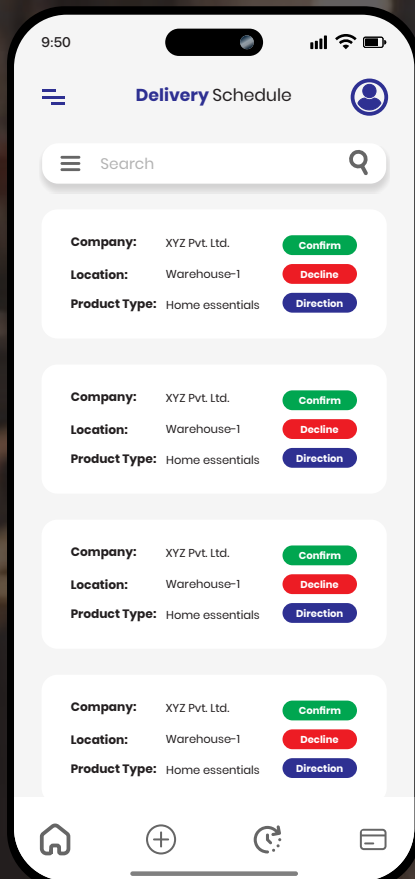 9:50
Delivery Schedule
Search
Company: XYZ Pvt. Ltd. Confirm
Location: Warehouse-1 Decline
Product Type: Home essentials Direction
Company: XYZ Pvt. Ltd. Confirm
Location: Warehouse-1 Decline
Product Type: Home essentials Direction
Company: XYZ Pvt. Ltd. Confirm
Location: Warehouse-1 Decline
Product Type: Home essentials Direction
Company: XYZ Pvt. Ltd. Confirm
Location: Warehouse-1 Decline
Product Type: Home essentials Direction